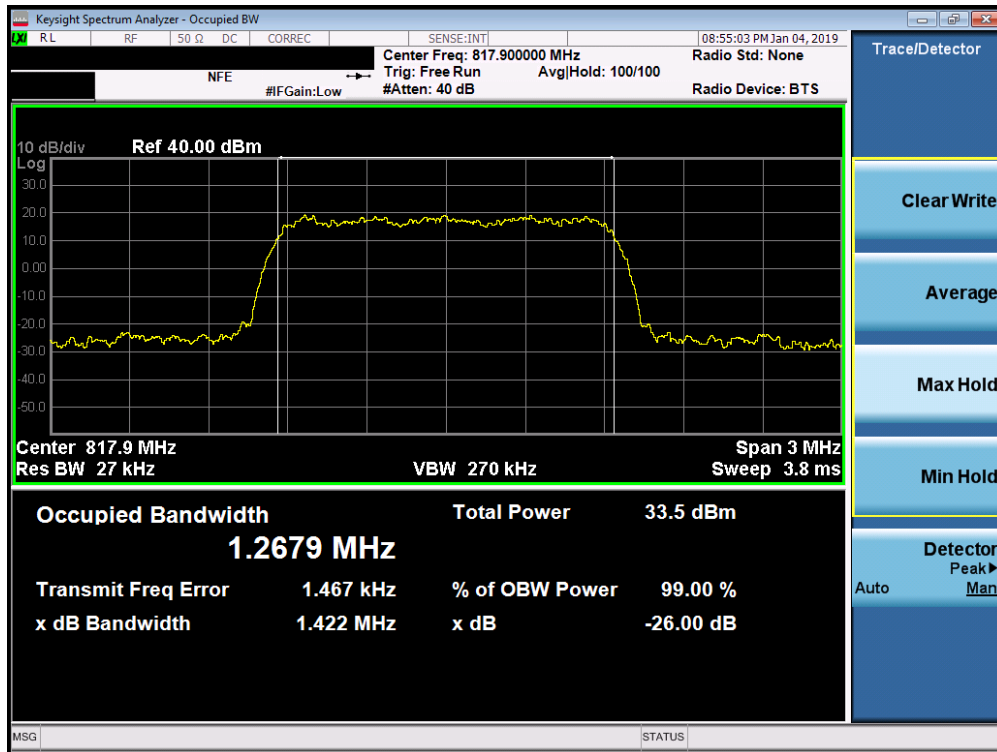 Keysight Spectrum Analyzer - Occupied BW
LXI RL RF 50 Ω DC CORREC SENSE:INT 08:55:03 PM Jan 04, 2019
Center Freq: 817.900000 MHz Radio Std: None
NFE Trig: Free Run Avg|Hold: 100/100
#IFGain:Low #Atten: 40 dB Radio Device: BTS
Trace/Detector
10 dB/div Ref 40.00 dBm
Log
30.0
20.0
10.0
0.00
-10.0
-20.0
-30.0
-40.0
-50.0
Center 817.9 MHz Span 3 MHz
Res BW 27 kHz VBW 270 kHz Sweep 3.8 ms
Occupied Bandwidth Total Power 33.5 dBm
1.2679 MHz
Transmit Freq Error 1.467 kHz % of OBW Power 99.00 %
x dB Bandwidth 1.422 MHz x dB -26.00 dB
Clear Write
Average
Max Hold
Min Hold
Detector
Peak▶
Auto Man
MSG STATUS